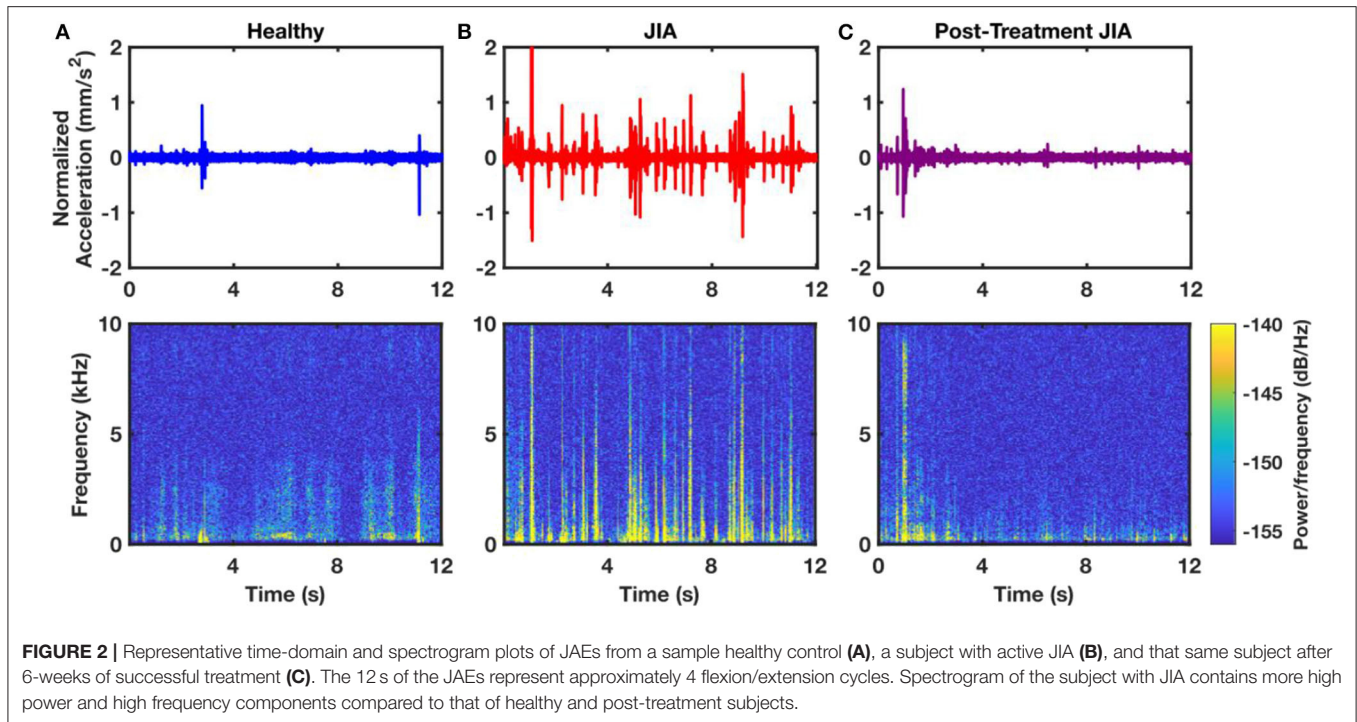 A Healthy
B JIA
C Post-Treatment JIA
Normalized
Acceleration (mm/s2)
2
1
0
-1
-2
0 4 8 12
2
1
0
-1
-2
0 4 8 12
2
1
0
-1
-2
0 4 8 12
Frequency (kHz)
10
5
0
0 4 8 12
Time (s)
10
5
0
0 4 8 12
Time (s)
10
5
0
0 4 8 12
Time (s)
-140
-145
-150
-155
Power/frequency (dB/Hz)
FIGURE 2 | Representative time-domain and spectrogram plots of JAEs from a sample healthy control (A), a subject with active JIA (B), and that same subject after
6-weeks of successful treatment (C). The 12 s of the JAEs represent approximately 4 flexion/extension cycles. Spectrogram of the subject with JIA contains more high
power and high frequency components compared to that of healthy and post-treatment subjects.